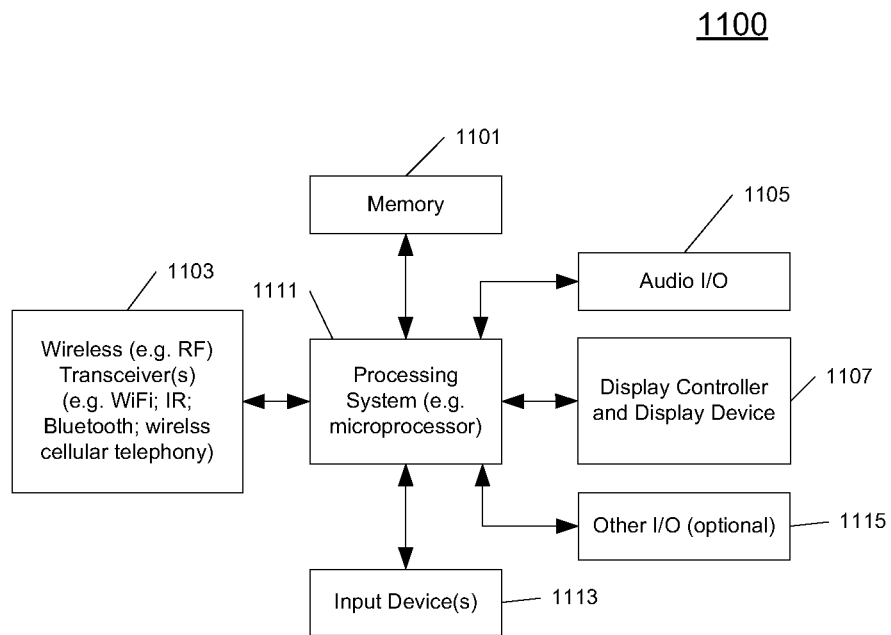 1100
1101
Memory
1105
Audio I/O
1103
1111
Wireless (e.g. RF)
Transceiver(s)
(e.g. WiFi; IR;
Bluetooth; wirelss
cellular telephony)
Processing
System (e.g.
microprocessor)
Display Controller
and Display Device
1107
Other I/O (optional)
1115
Input Device(s)
1113